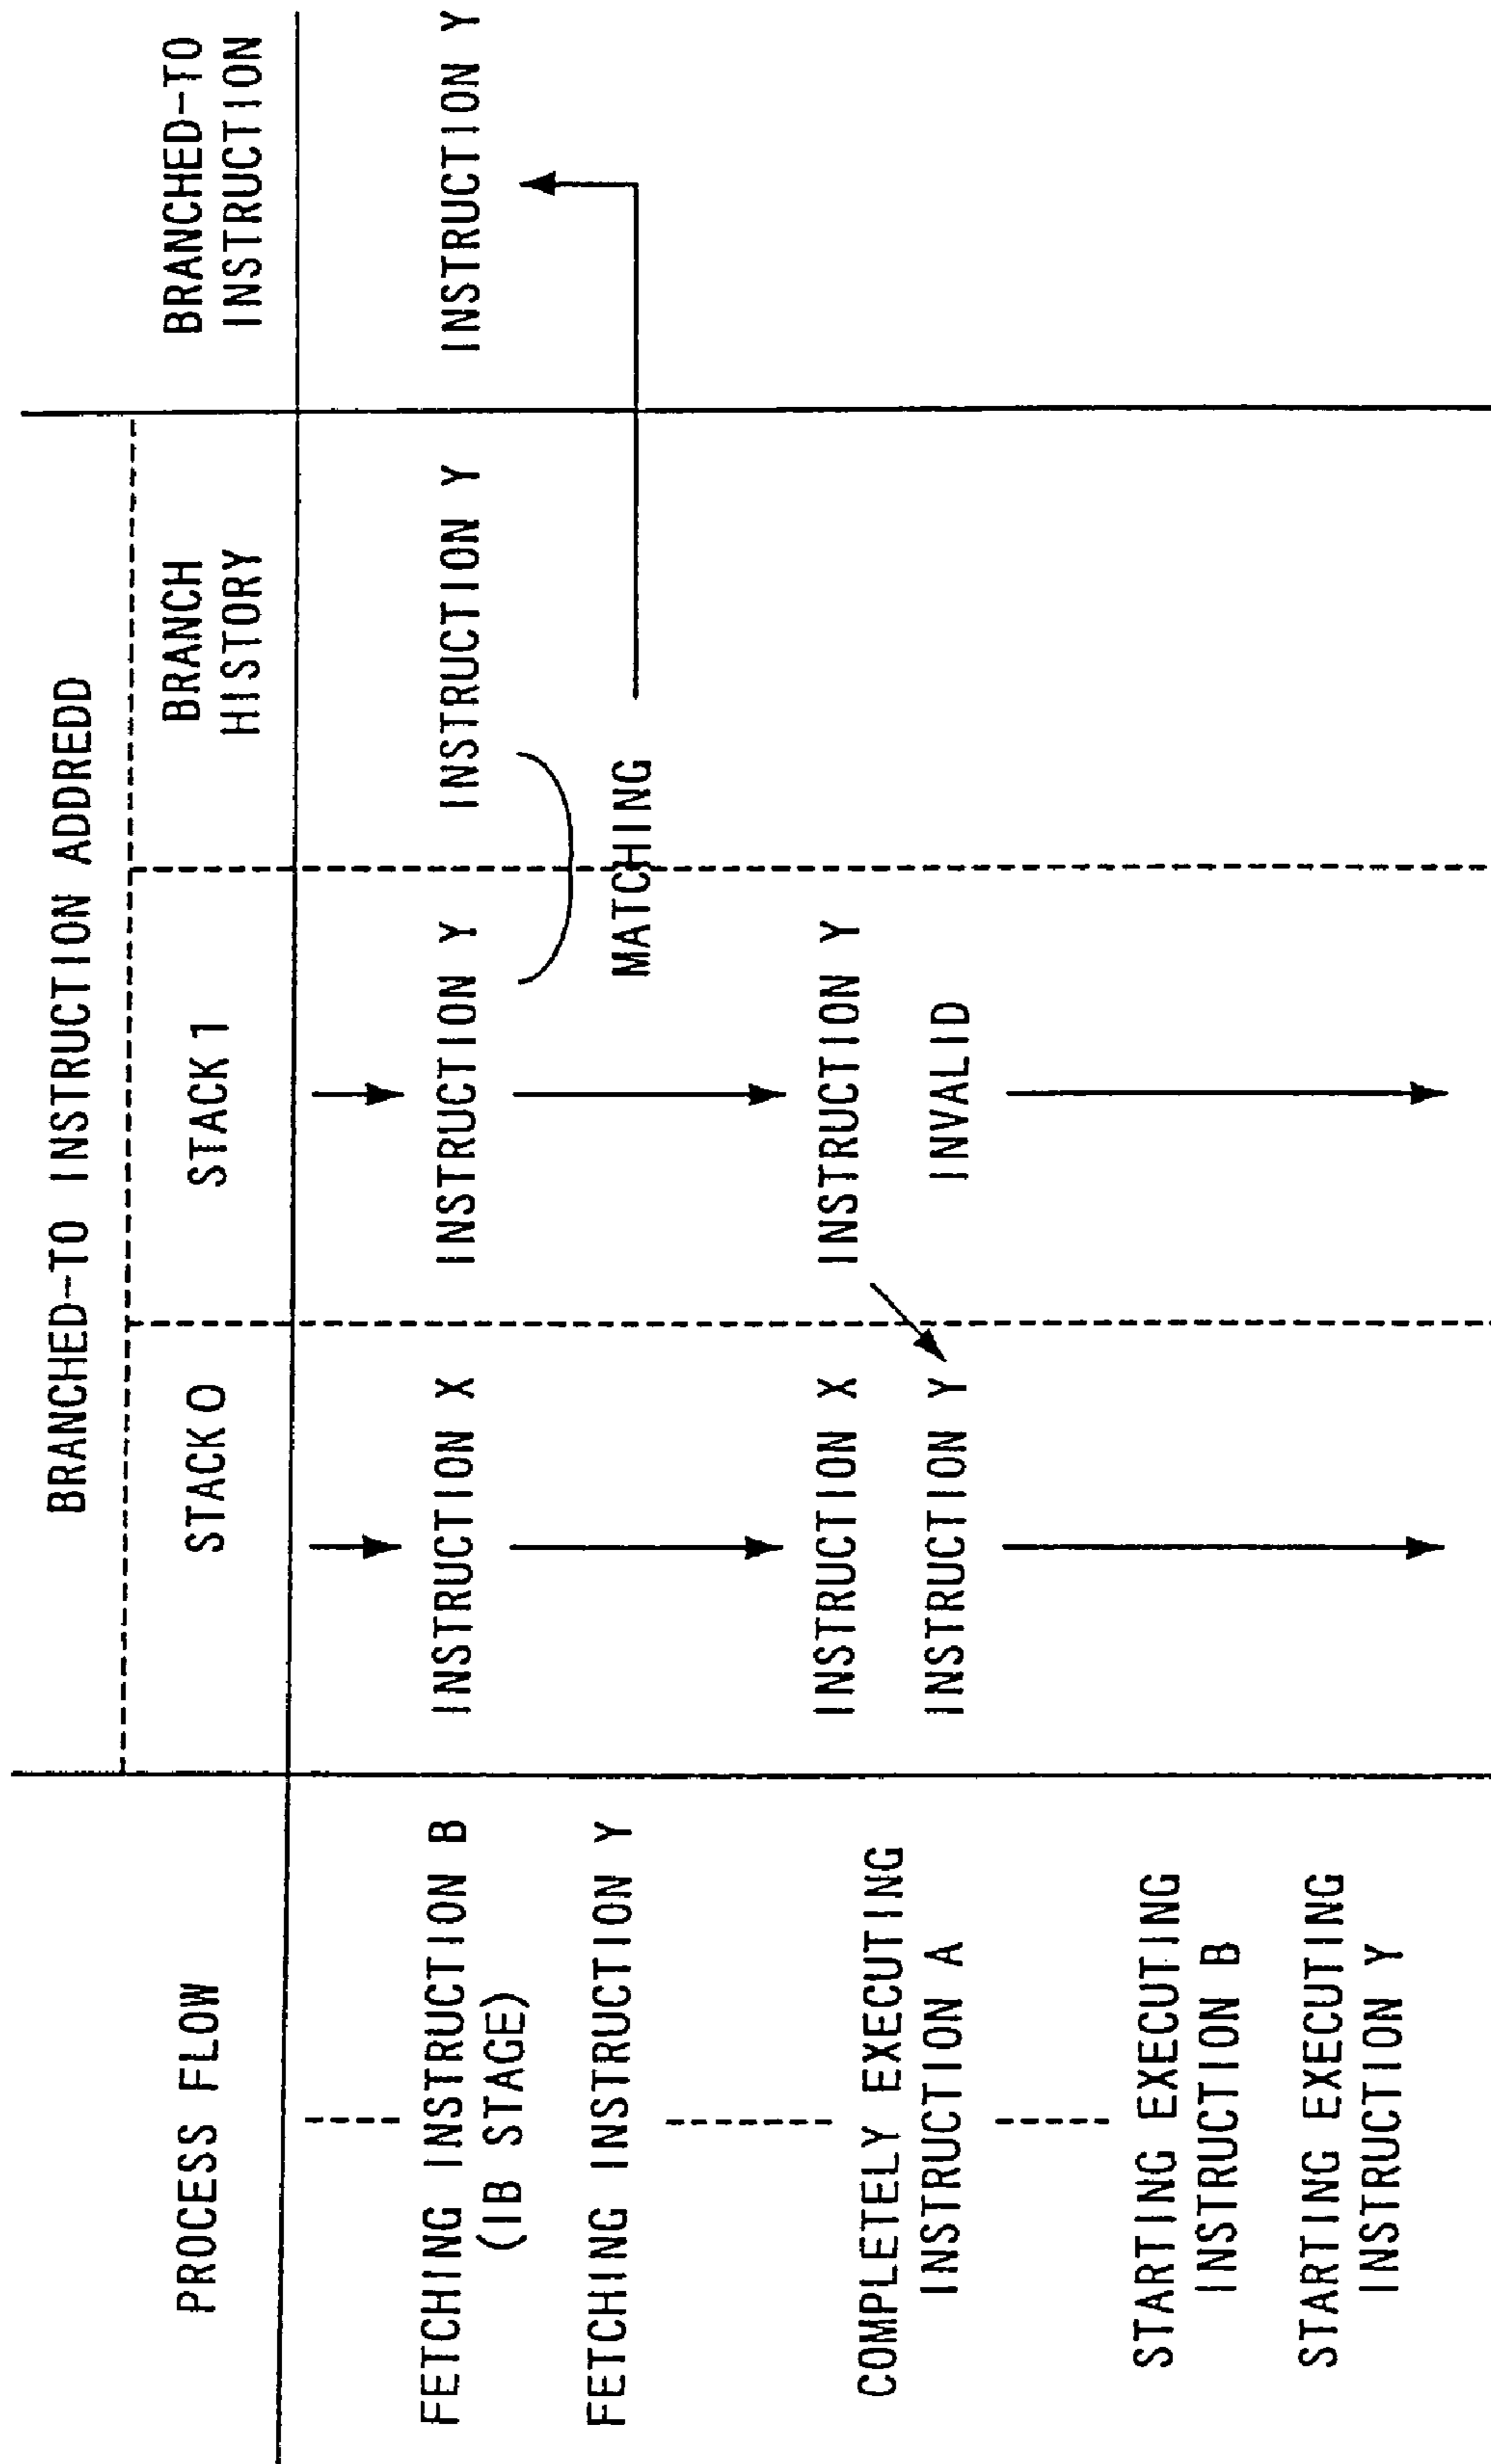 BRANCHED-TO INSTRUCTION ADDREDD
PROCESS FLOW
STACK 0
STACK 1
BRANCH
HISTORY
BRANCHED-TO
INSTRUCTION
FETCHING INSTRUCTION B
(IB STAGE)
INSTRUCTION X
INSTRUCTION Y
INSTRUCTION Y
INSTRUCTION Y
FETCHING INSTRUCTION Y
MATCHING
COMPLETELY EXECUTING
INSTRUCTION A
INSTRUCTION X
INSTRUCTION Y
INSTRUCTION Y
INVALID
STARTING EXECUTING
INSTRUCTION B
STARTING EXECUTING
INSTRUCTION Y